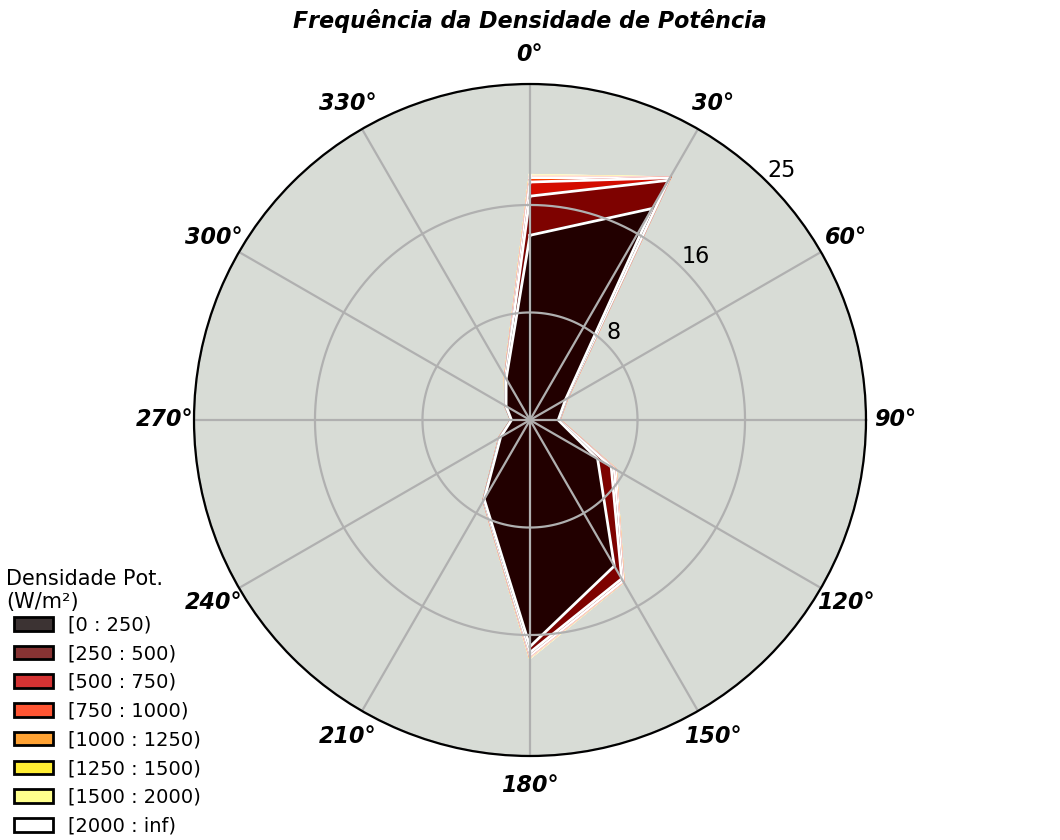 Frequência da Densidade de Potência
0°
330°
30°
25
300°
60°
16
8
270°
90°
240°
120°
210°
150°
180°
Densidade Pot.
(W/m²)
[0 : 250)
[250 : 500)
[500 : 750)
[750 : 1000)
[1000 : 1250)
[1250 : 1500)
[1500 : 2000)
[2000 : inf)